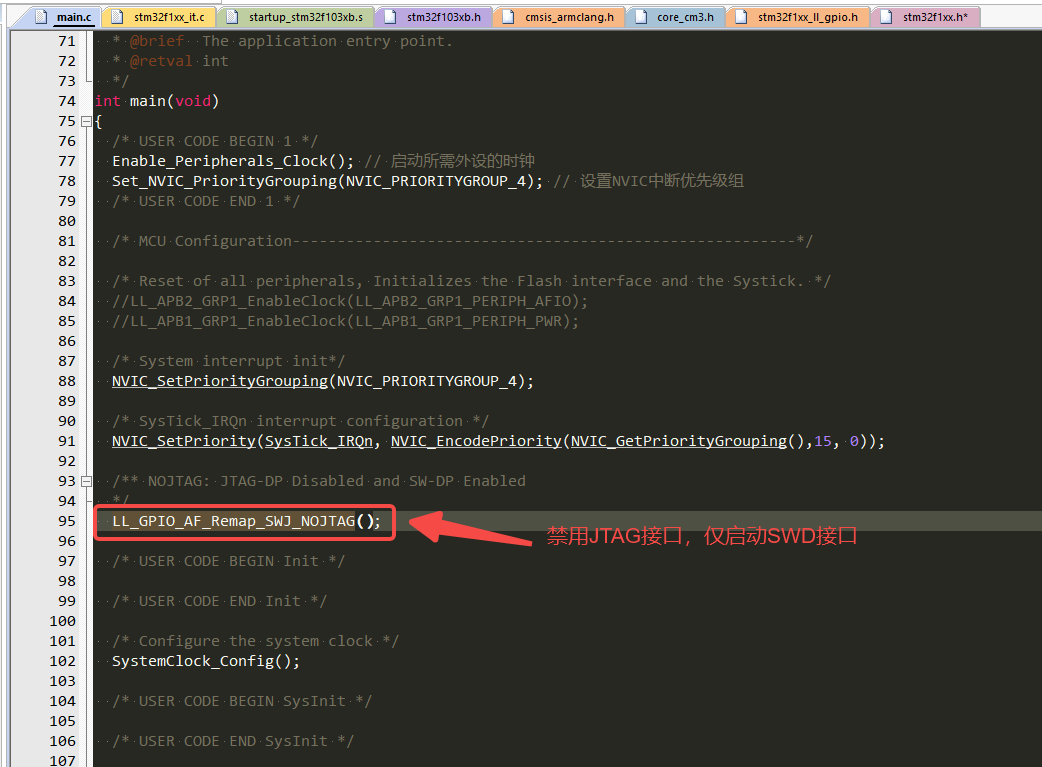 main.c stm32f1xx_it.c startup_stm32f103xb.s stm32f103xb.h cmsis_armclang.h core_cm3.h stm32f1xx_ll_gpio.h stm32f1xx.h*
71 * @brief The application entry point.
72 * @retval int
73 */
74 int main(void)
75 {
76 /* USER CODE BEGIN 1 */
77 Enable_Peripherals_Clock(); // 启动所需外设的时钟
78 Set_NVIC_PriorityGrouping(NVIC_PRIORITYGROUP_4); // 设置NVIC中断优先级组
79 /* USER CODE END 1 */
80
81 /* MCU Configuration--------------------------------------------------------*/
82
83 /* Reset of all peripherals, Initializes the Flash interface and the Systick. */
84 //LL_APB2_GRP1_EnableClock(LL_APB2_GRP1_PERIPH_AFIO);
85 //LL_APB1_GRP1_EnableClock(LL_APB1_GRP1_PERIPH_PWR);
86
87 /* System interrupt init*/
88 NVIC_SetPriorityGrouping(NVIC_PRIORITYGROUP_4);
89
90 /* SysTick_IRQn interrupt configuration */
91 NVIC_SetPriority(SysTick_IRQn, NVIC_EncodePriority(NVIC_GetPriorityGrouping(),15, 0));
92
93 /** NOJTAG: JTAG-DP Disabled and SW-DP Enabled
94 */
95 LL_GPIO_AF_Remap_SWJ_NOJTAG();
禁用JTAG接口，仅启动SWD接口
96
97 /* USER CODE BEGIN Init */
98
99 /* USER CODE END Init */
100
101 /* Configure the system clock */
102 SystemClock_Config();
103
104 /* USER CODE BEGIN SysInit */
105
106 /* USER CODE END SysInit */
107